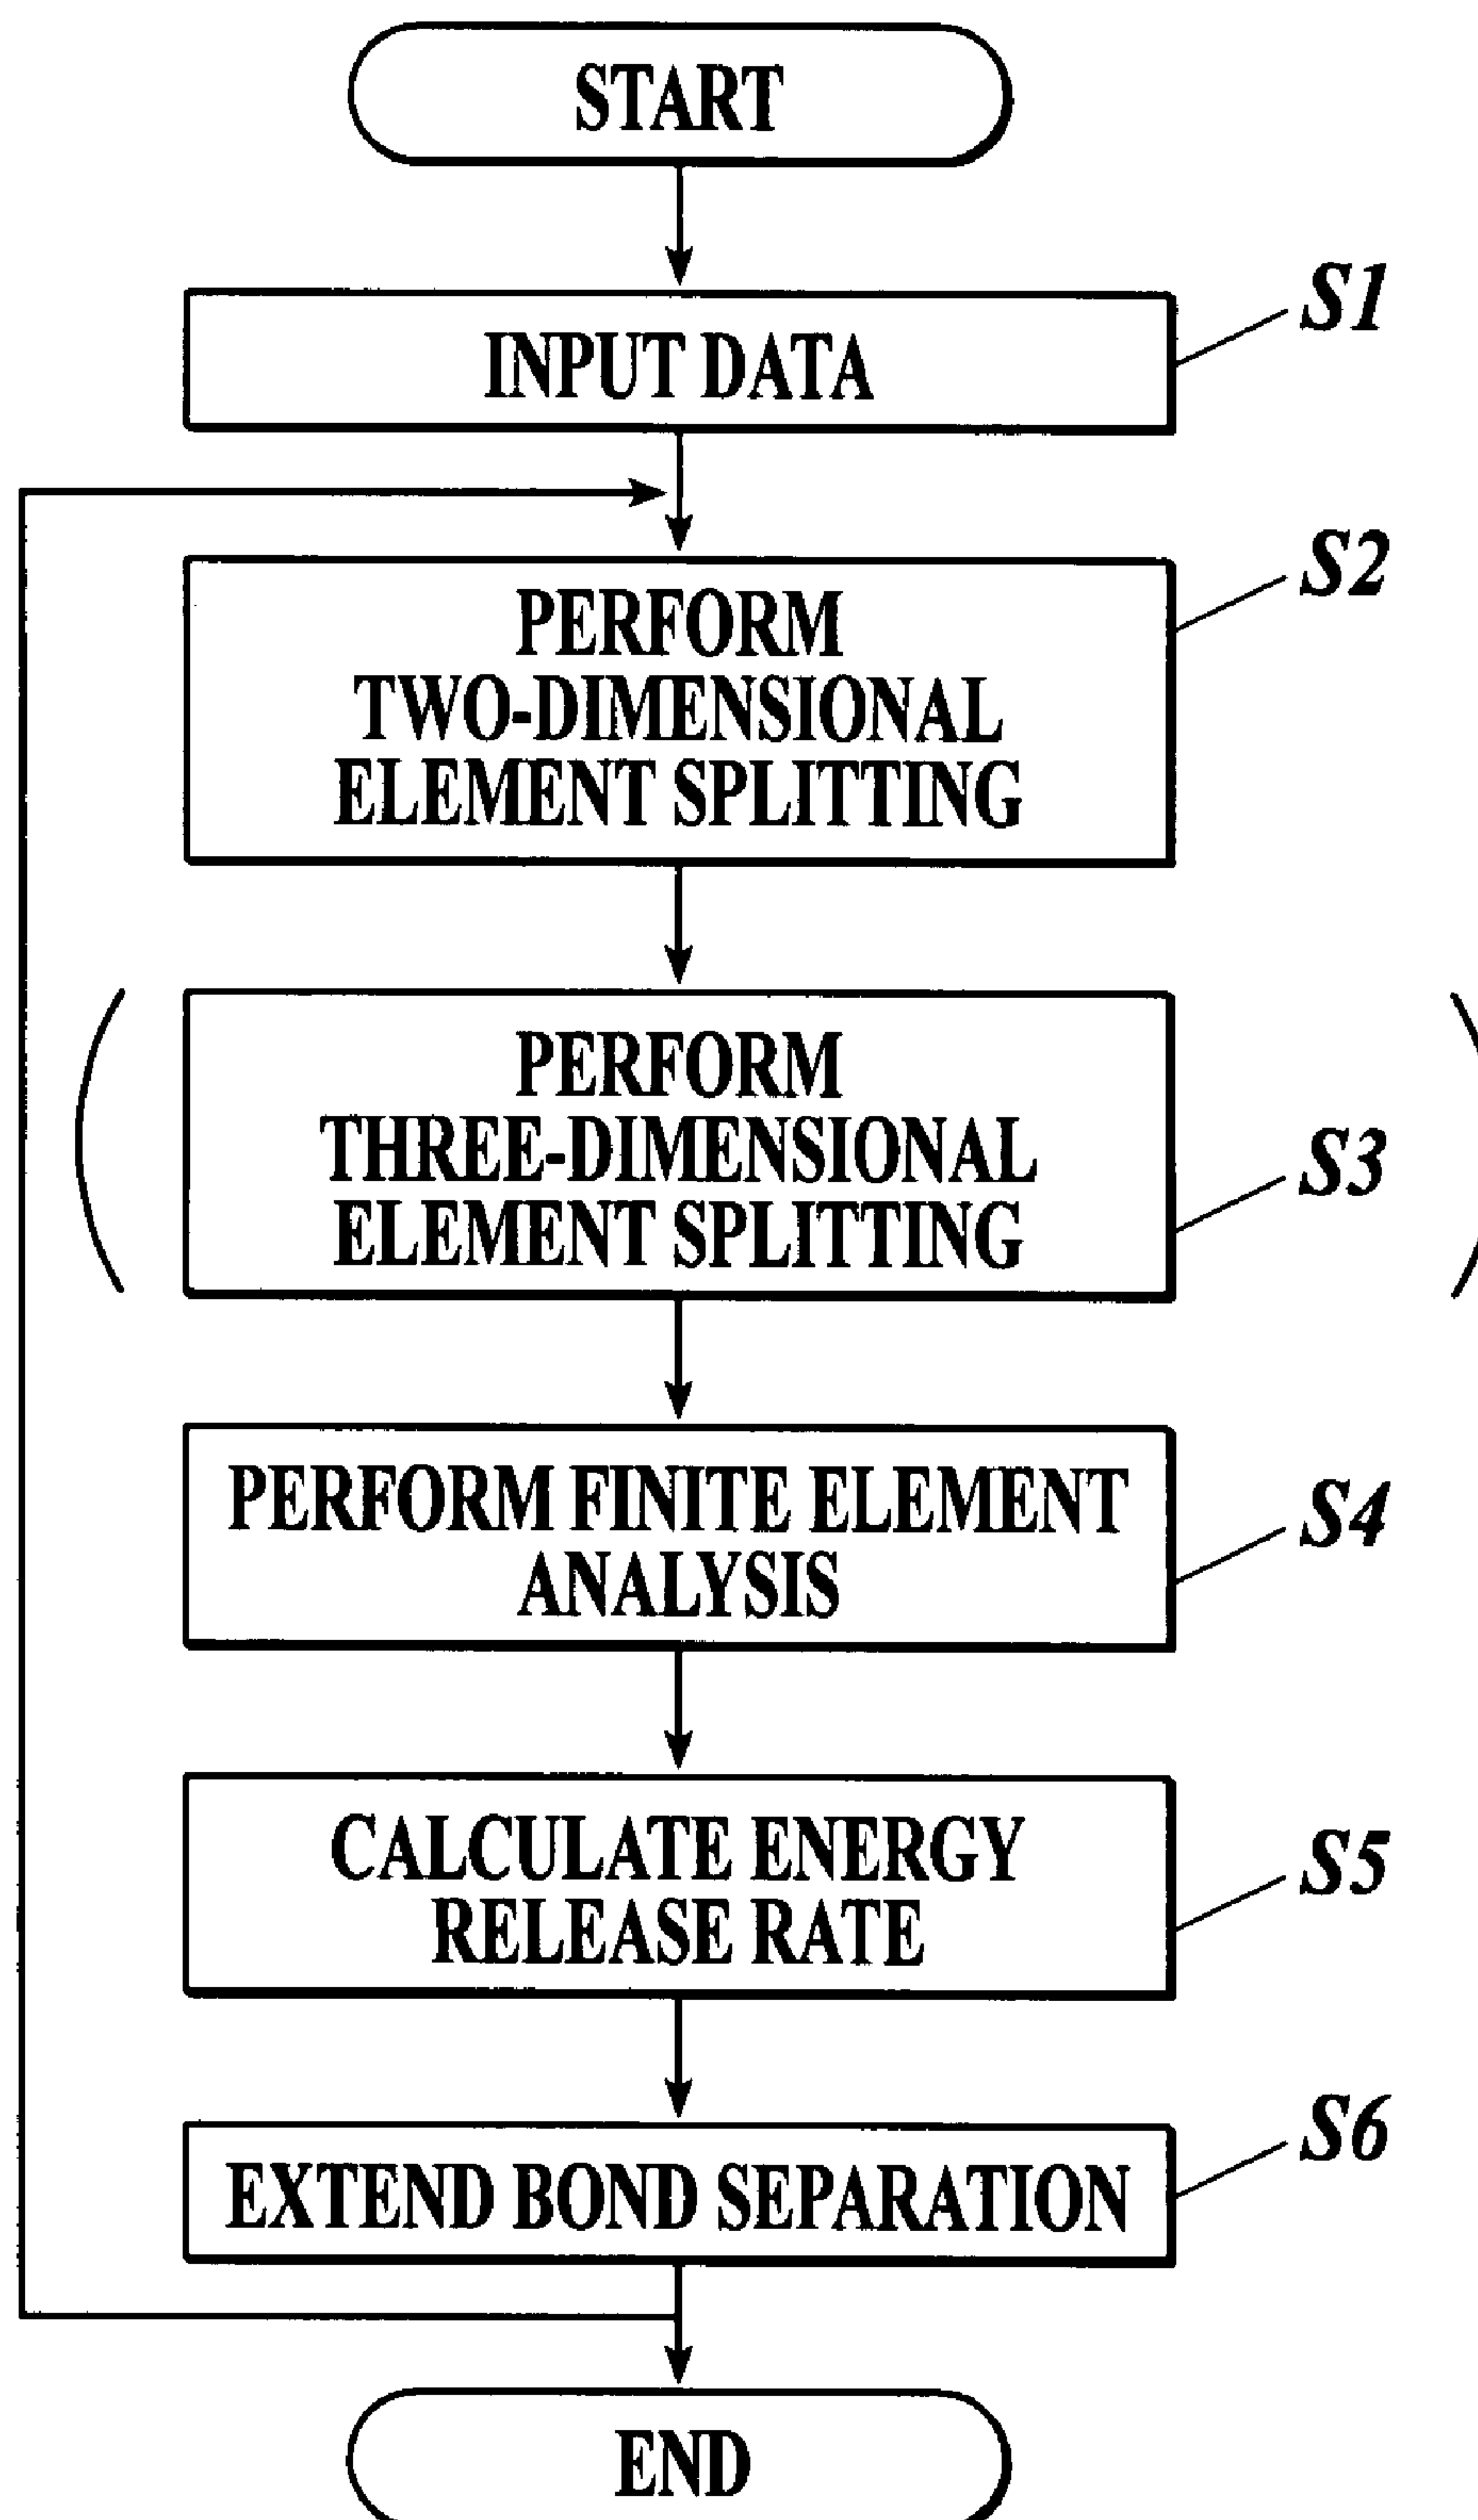 START
INPUT DATA
S1
PERFORM
TWO-DIMENSIONAL
ELEMENT SPLITTING
S2
PERFORM
THREE-DIMENSIONAL
ELEMENT SPLITTING
S3
PERFORM FINITE ELEMENT
ANALYSIS
S4
CALCULATE ENERGY
RELEASE RATE
S5
EXTEND BOND SEPARATION
S6
END